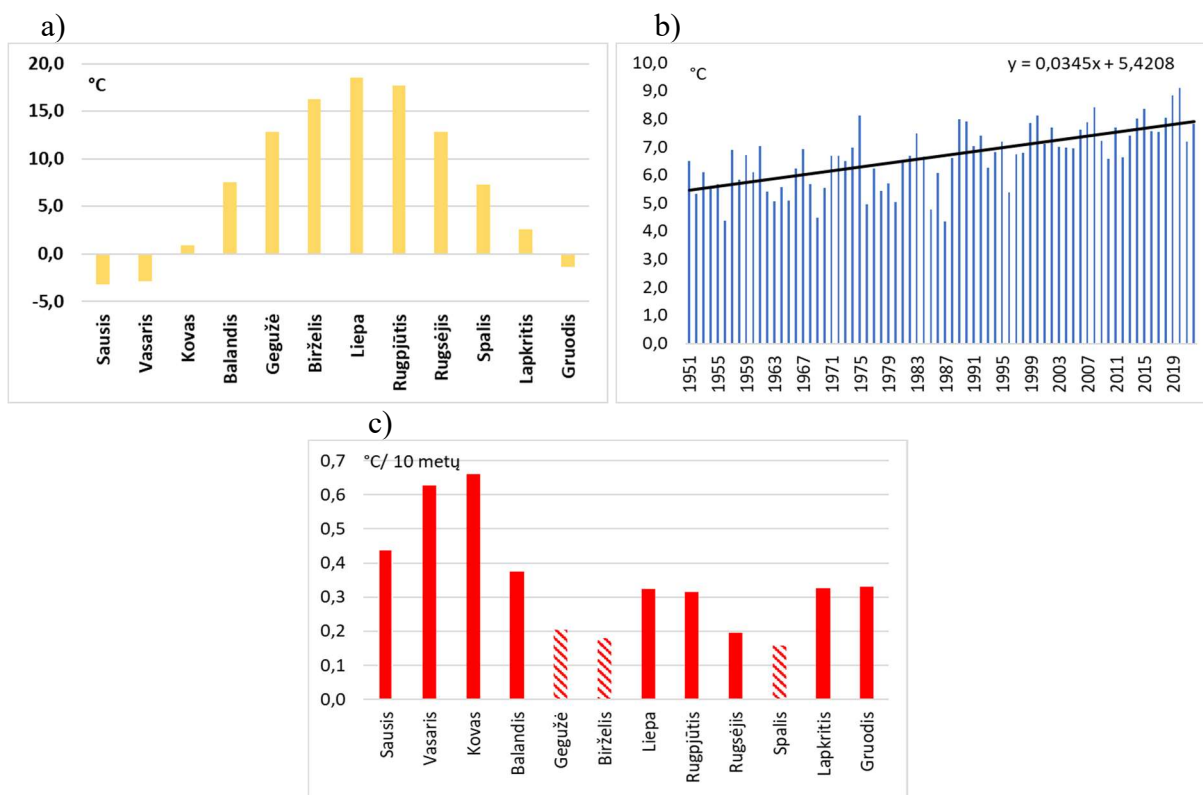 a)
20,0
°C
15,0
10,0
5,0
0,0
-5,0
Sausis
Vasaris
Kovas
Balandis
Gegužė
Birželis
Liepa
Rugpjūtis
Rugsėjis
Spalis
Lapkritis
Gruodis
b)
10,0
°C
y = 0,0345x + 5,4208
9,0
8,0
7,0
6,0
5,0
4,0
3,0
2,0
1,0
0,0
1951
1955
1959
1963
1967
1971
1975
1979
1983
1987
1991
1995
1999
2003
2007
2011
2015
2019
c)
0,7
°C/ 10 metų
0,6
0,5
0,4
0,3
0,2
0,1
0,0
Sausis
Vasaris
Kovas
Balandis
Gegužė
Birželis
Liepa
Rugpjūtis
Rugsėjis
Spalis
Lapkritis
Gruodis